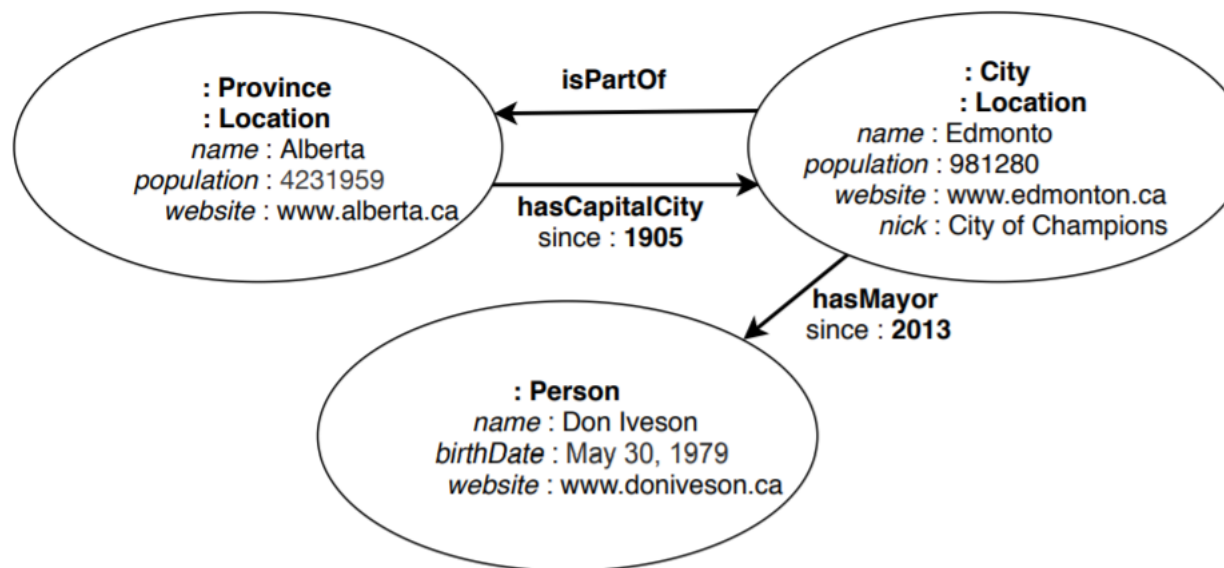 : Province
: Location
name : Alberta
population : 4231959
website : www.alberta.ca
isPartOf
hasCapitalCity
since : 1905
: City
: Location
name : Edmonto
population : 981280
website : www.edmonton.ca
nick : City of Champions
hasMayor
since : 2013
: Person
name : Don Iveson
birthDate : May 30, 1979
website : www.doniveson.ca